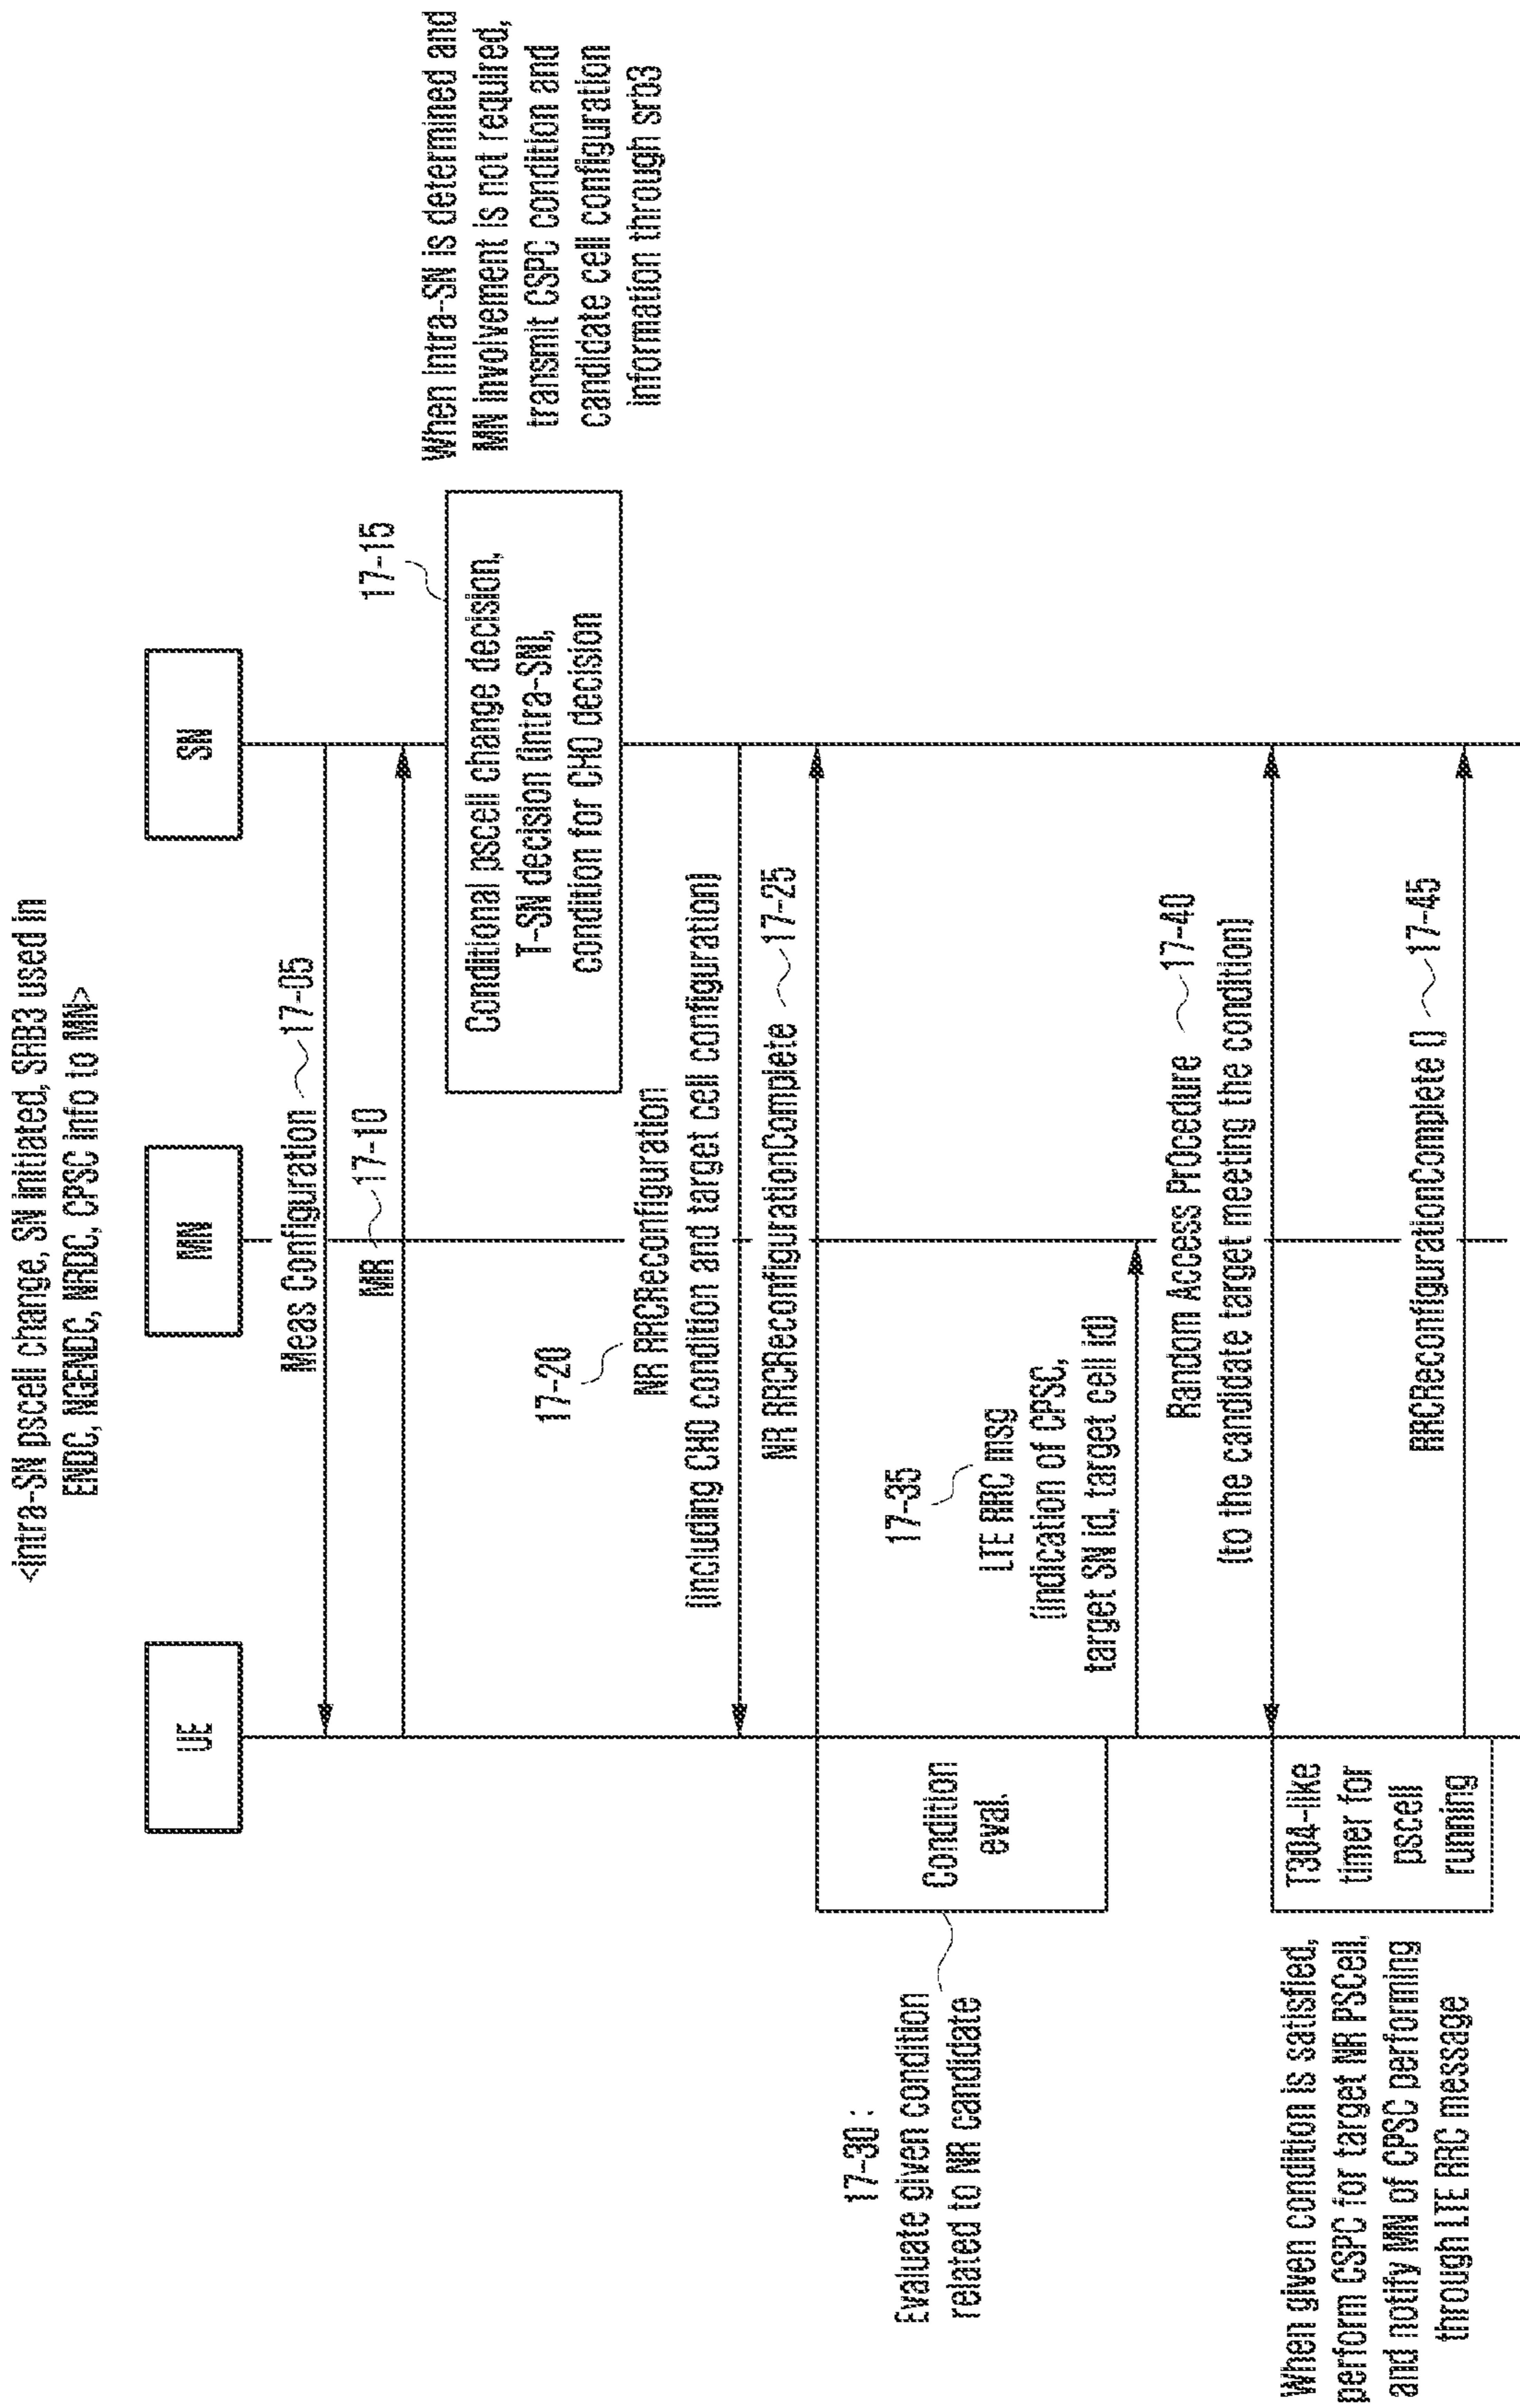 <intra-SN pscell change, SN initiated, SRB3 used in
ENDC, NGENDC, NRDC, CPSC info to MN>
UE
MN
SN
Meas Configuration 17-05
MR 17-10
17-15
Conditional pscell change decision,
T-SN decision (intra-SN),
condition for CHO decision
When intra-SN is determined and
MN involvement is not required,
transmit CSPC condition and
candidate cell configuration
information through srb3
17-20
NR RRCReconfiguration
(including CHO condition and target cell configuration)
NR RRCReconfigurationComplete 17-25
17-30 :
Evaluate given condition
related to NR candidate
Condition
eval.
17-35
LTE RRC msg
(indication of CPSC,
target SN id, target cell id)
Random Access PrOcedure 17-40
(to the candidate target meeting the condition)
When given condition is satisfied,
perform CSPC for target NR PSCell,
and notify MN of CPSC performing
through LTE RRC message
T304-like
timer for
pscell
running
RRCReconfigurationComplete () 17-45